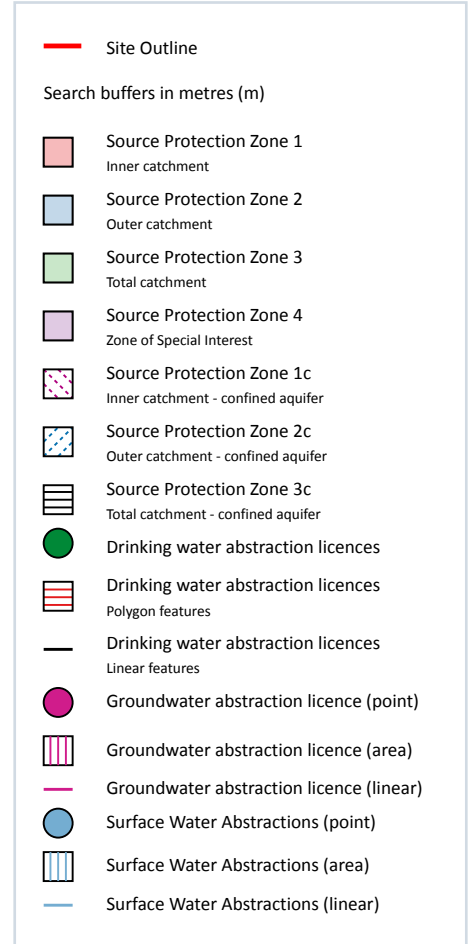 Site Outline
Search buffers in metres (m)
Source Protection Zone 1
Inner catchment
Source Protection Zone 2
Outer catchment
Source Protection Zone 3
Total catchment
Source Protection Zone 4
Zone of Special Interest
Source Protection Zone 1c
Inner catchment - confined aquifer
Source Protection Zone 2c
Outer catchment - confined aquifer
Source Protection Zone 3c
Total catchment - confined aquifer
Drinking water abstraction licences
Drinking water abstraction licences
Polygon features
Drinking water abstraction licences
Linear features
Groundwater abstraction licence (point)
Groundwater abstraction licence (area)
Groundwater abstraction licence (linear)
Surface Water Abstractions (point)
Surface Water Abstractions (area)
Surface Water Abstractions (linear)